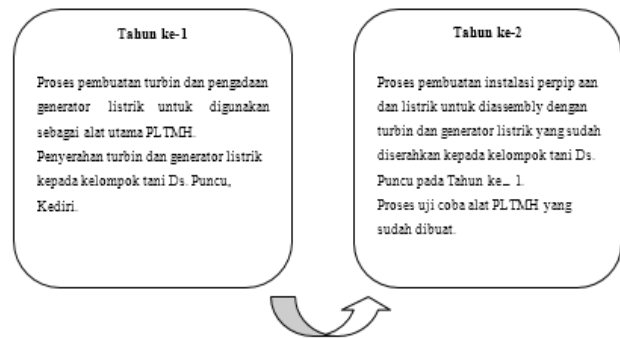 Tahun ke-1
Proses pembuatan turbin dan pengadaan
generator listrik untuk digunakan
sebagai alat utama PLTMH.
Penyerahan turbin dan generator listrik
kepada kelompok tani Ds. Puncu,
Kediri.
Tahun ke-2
Proses pembuatan instalasi perpip aan
dan listrik untuk diassembly dengan
turbin dan generator listrik yang sudah
diserahkan kepada kelompok tani Ds.
Puncu pada Tahun ke_ 1.
Proses uji coba alat PLTMH yang
sudah dibuat.